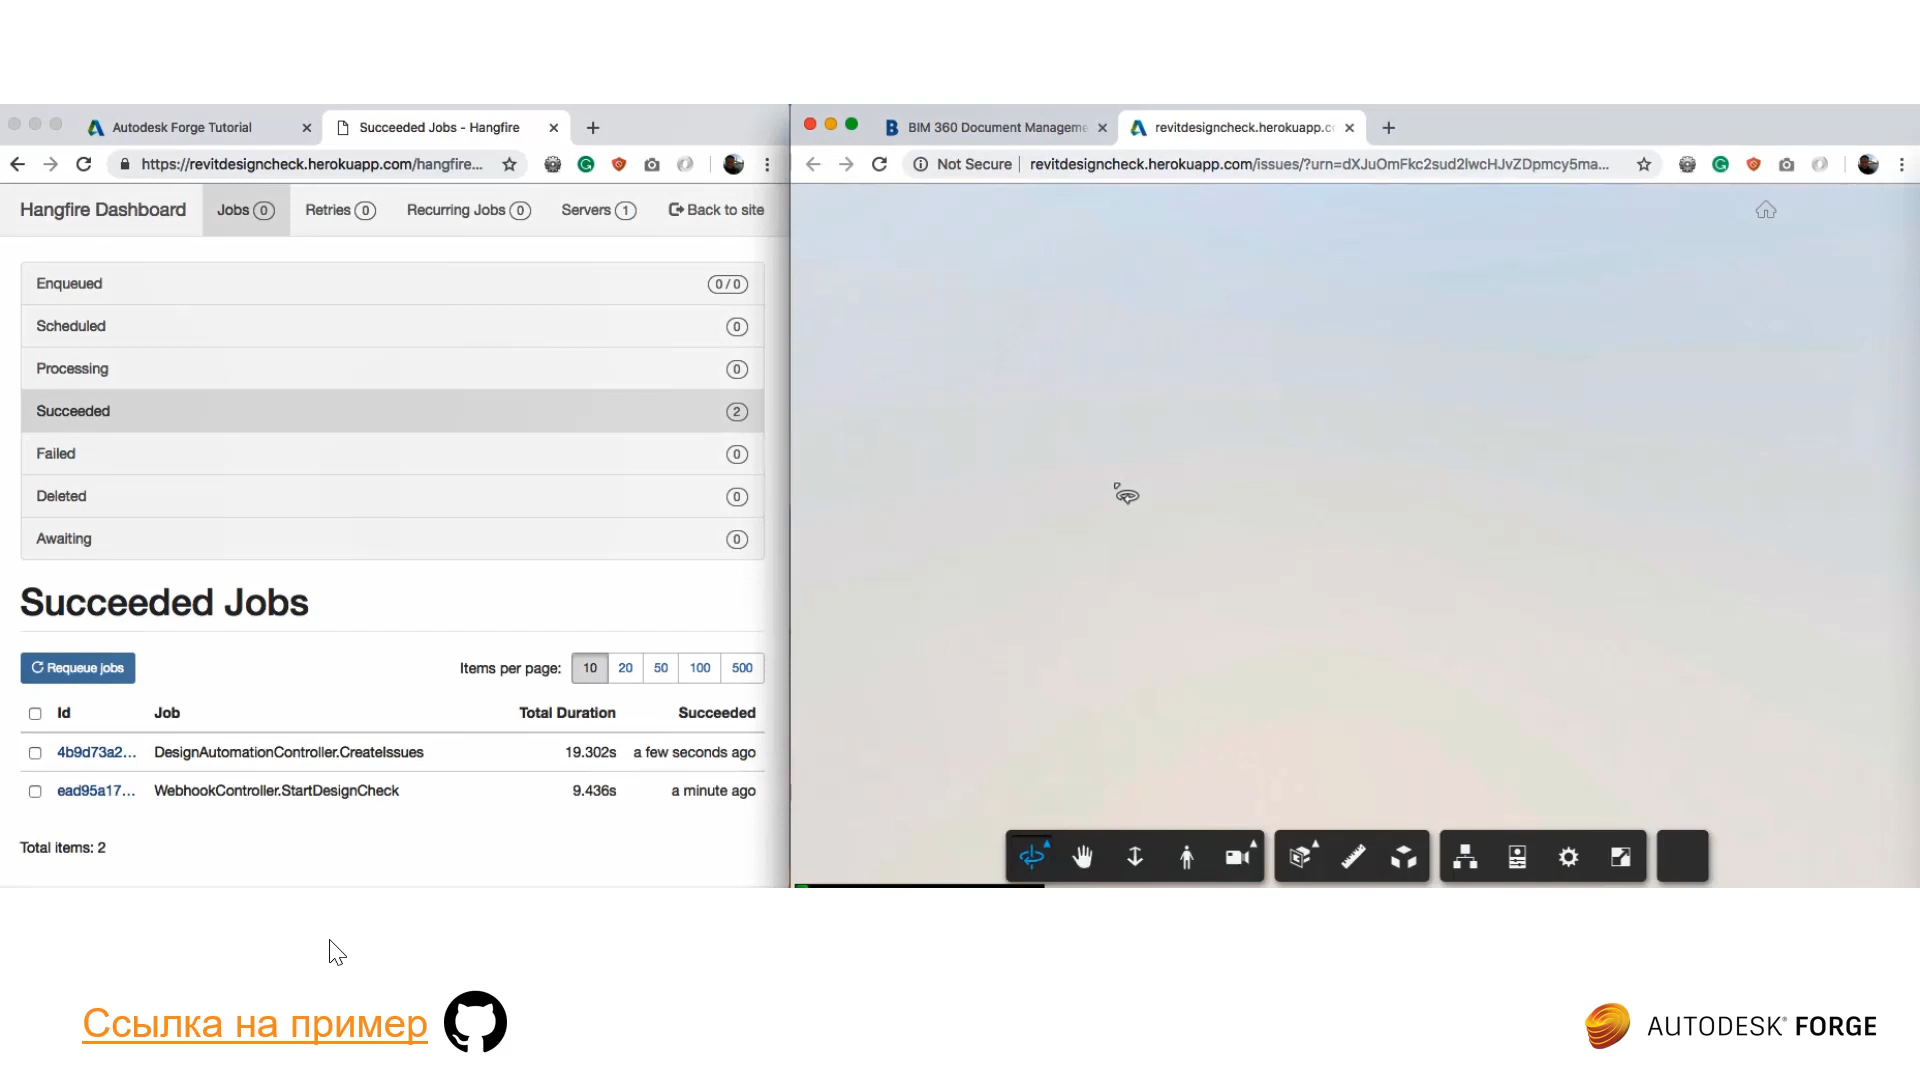 Autodesk Forge Tutorial
Succeeded Jobs - Hangfire
BIM 360 Document Manageme
revitdesigncheck.herokuapp.co
https://revitdesigncheck.herokuapp.com/hangfire...
Not Secure | revitdesigncheck.herokuapp.com/issues/?urn=dXJuOmFkc2sud2lwcHJvZDpmcy5ma...
Hangfire Dashboard
Jobs 0
Retries 0
Recurring Jobs 0
Servers 1
Back to site
Enqueued 0 / 0
Scheduled 0
Processing 0
Succeeded 2
Failed 0
Deleted 0
Awaiting 0
Succeeded Jobs
Requeue jobs
Items per page: 10 20 50 100 500
Id Job Total Duration Succeeded
4b9d73a2... DesignAutomationController.CreateIssues 19.302s a few seconds ago
ead95a17... WebhookController.StartDesignCheck 9.436s a minute ago
Total items: 2
Ссылка на пример
AUTODESK® FORGE